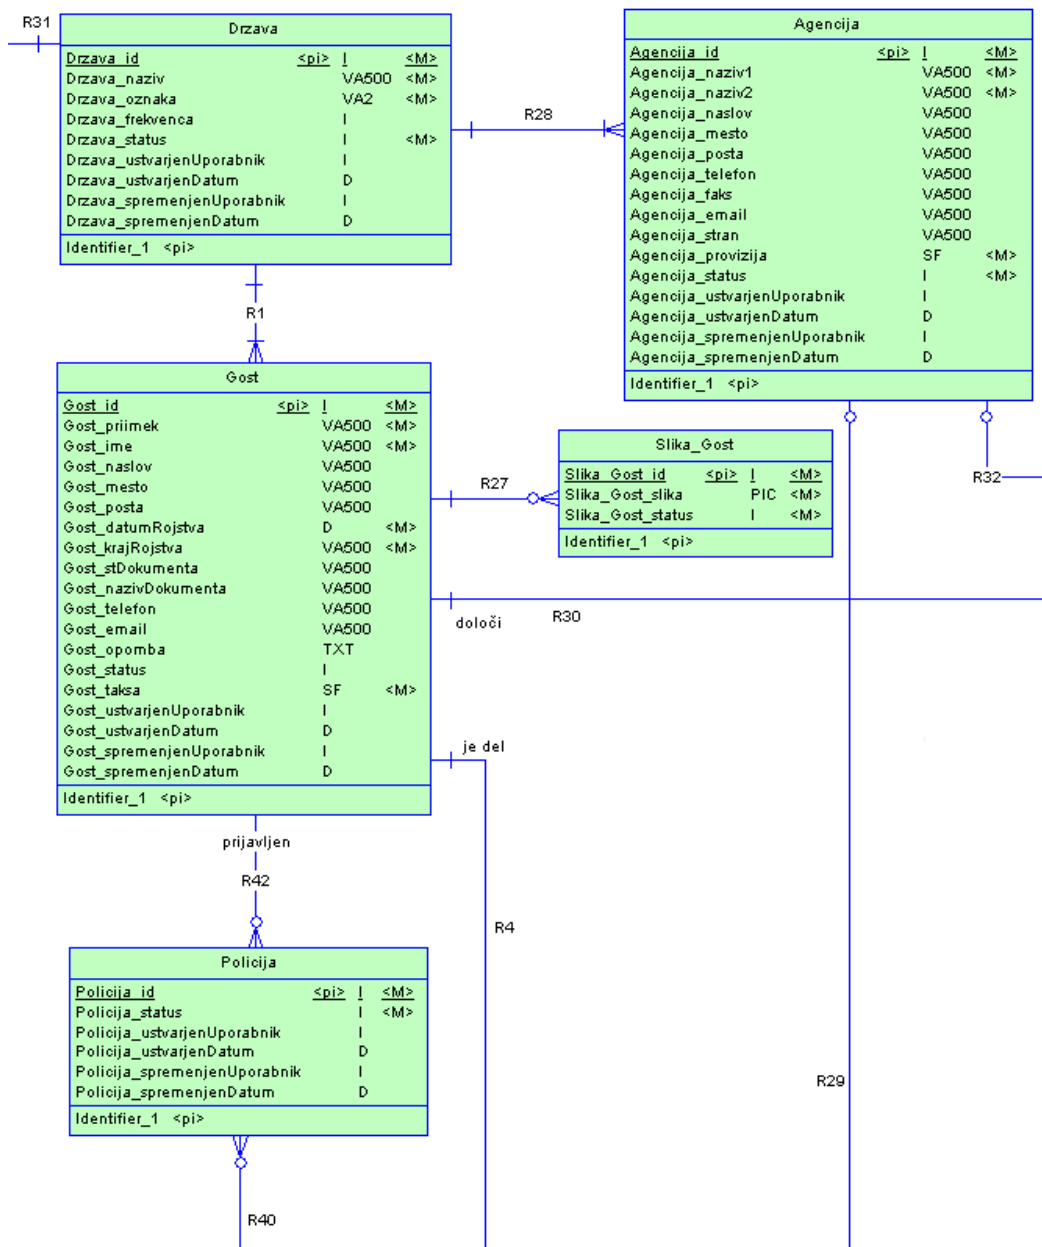 R31
Drzava
Drzava_id <pi> I <M>
Drzava_naziv VA500 <M>
Drzava_oznaka VA2 <M>
Drzava_frekvenca I
Drzava_status I <M>
Drzava_ustvarjenUporabnik I
Drzava_ustvarjenDatum D
Drzava_spremenjenUporabnik I
Drzava_spremenjenDatum D
Identifier_1 <pi>
R28
Agencija
Agencija_id <pi> I <M>
Agencija_naziv1 VA500 <M>
Agencija_naziv2 VA500 <M>
Agencija_naslov VA500
Agencija_mesto VA500
Agencija_posta VA500
Agencija_telefon VA500
Agencija_faks VA500
Agencija_email VA500
Agencija_stran VA500
Agencija_provizija SF <M>
Agencija_status I <M>
Agencija_ustvarjenUporabnik I
Agencija_ustvarjenDatum D
Agencija_spremenjenUporabnik I
Agencija_spremenjenDatum D
Identifier_1 <pi>
R1
Gost
Gost_id <pi> I <M>
Gost_priimek VA500 <M>
Gost_ime VA500 <M>
Gost_naslov VA500
Gost_mesto VA500
Gost_posta VA500
Gost_datumRojstva D <M>
Gost_krajRojstva VA500 <M>
Gost_stDokumenta VA500
Gost_nazivDokumenta VA500
Gost_telefon VA500
Gost_email VA500
Gost_opomba TXT
Gost_status I
Gost_taksa SF <M>
Gost_ustvarjenUporabnik I
Gost_ustvarjenDatum D
Gost_spremenjenUporabnik I
Gost_spremenjenDatum D
Identifier_1 <pi>
R27
Slika_Gost
Slika_Gost_id <pi> I <M>
Slika_Gost_slika PIC <M>
Slika_Gost_status I <M>
Identifier_1 <pi>
R32
določi
R30
je del
prijavljen
R42
R4
Policija
Policija_id <pi> I <M>
Policija_status I <M>
Policija_ustvarjenUporabnik I
Policija_ustvarjenDatum D
Policija_spremenjenUporabnik I
Policija_spremenjenDatum D
Identifier_1 <pi>
R29
R40